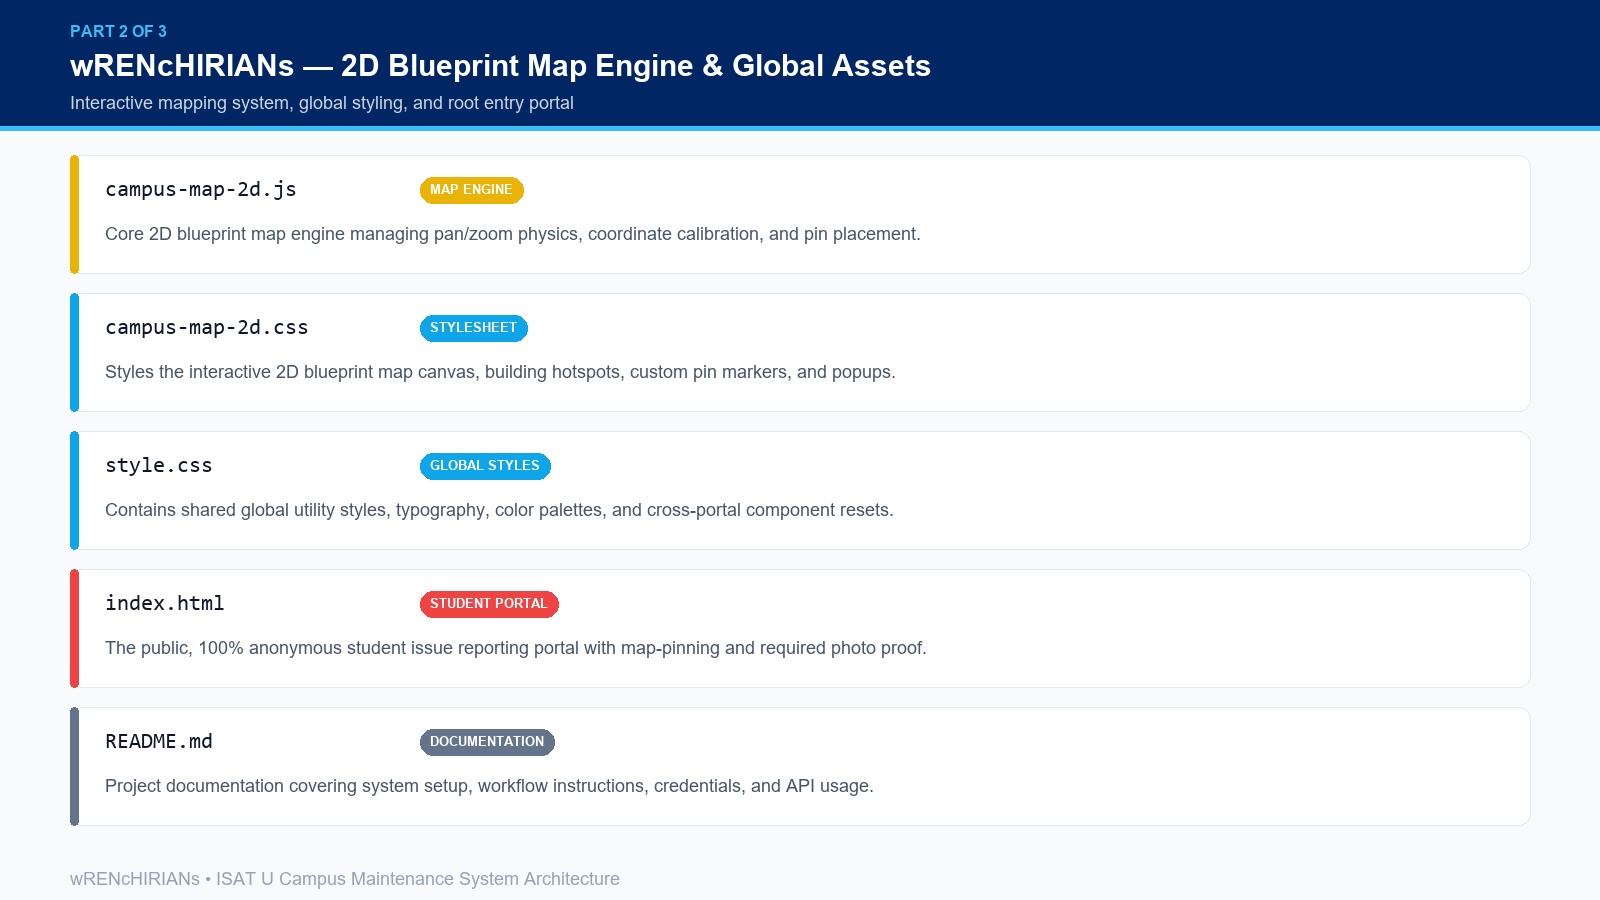 PART 2 OF 3
wRENcHIRIANs — 2D Blueprint Map Engine & Global Assets
Interactive mapping system, global styling, and root entry portal
campus-map-2d.js
MAP ENGINE
Core 2D blueprint map engine managing pan/zoom physics, coordinate calibration, and pin placement.
campus-map-2d.css
STYLESHEET
Styles the interactive 2D blueprint map canvas, building hotspots, custom pin markers, and popups.
style.css
GLOBAL STYLES
Contains shared global utility styles, typography, color palettes, and cross-portal component resets.
index.html
STUDENT PORTAL
The public, 100% anonymous student issue reporting portal with map-pinning and required photo proof.
README.md
DOCUMENTATION
Project documentation covering system setup, workflow instructions, credentials, and API usage.
wRENcHIRIANs • ISAT U Campus Maintenance System Architecture